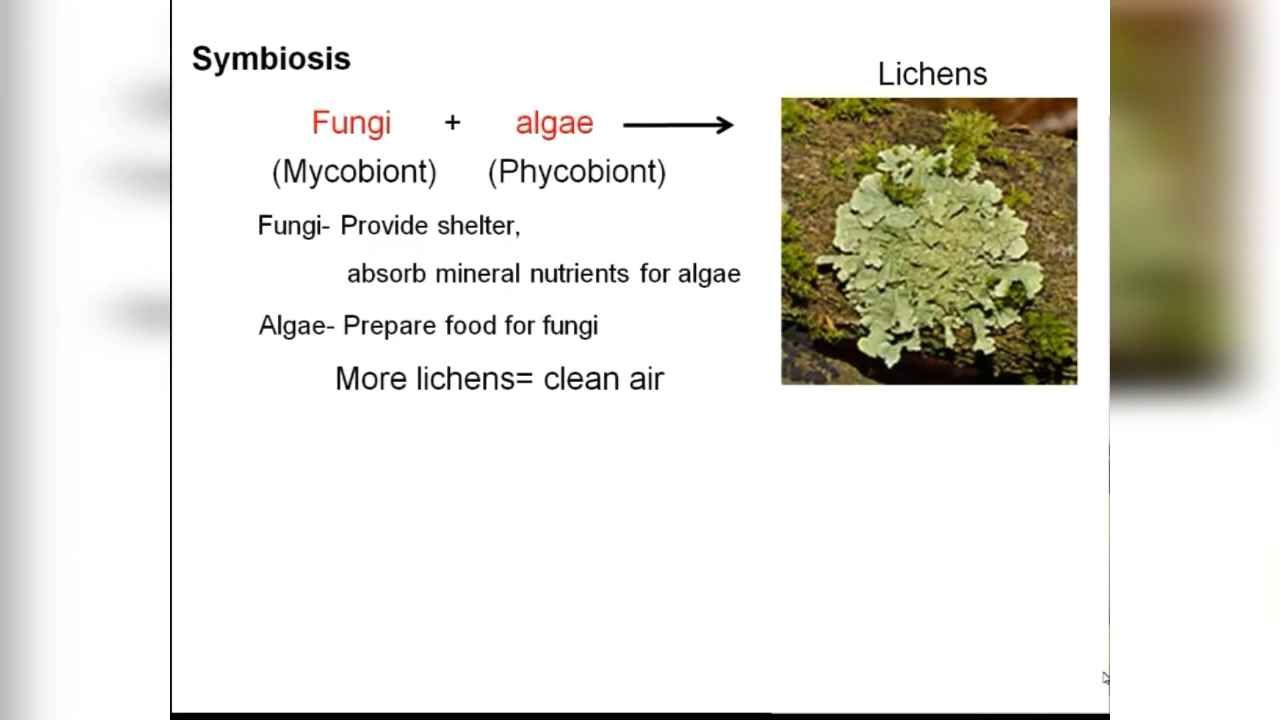 Symbiosis
Lichens
Fungi + algae
(Mycobiont) (Phycobiont)
Fungi- Provide shelter,
absorb mineral nutrients for algae
Algae- Prepare food for fungi
More lichens= clean air